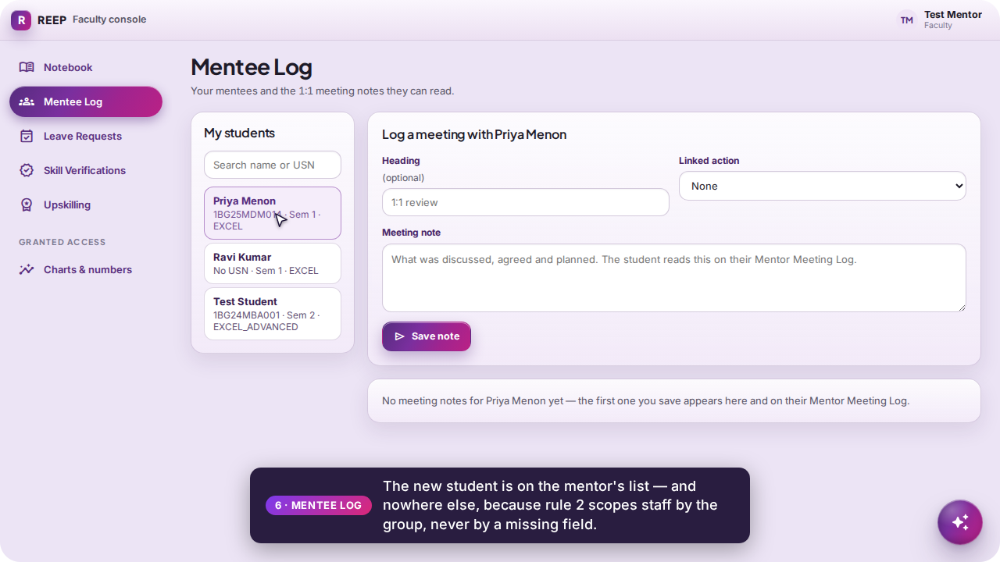 R REEP Faculty console
TM Test Mentor
Faculty
Notebook
Mentee Log
Leave Requests
Skill Verifications
Upskilling
GRANTED ACCESS
Charts & numbers
Mentee Log
Your mentees and the 1:1 meeting notes they can read.
My students
Search name or USN
Priya Menon
1BG25MDM014 · Sem 1 ·
EXCEL
Ravi Kumar
No USN · Sem 1 · EXCEL
Test Student
1BG24MBA001 · Sem 2 ·
EXCEL_ADVANCED
Log a meeting with Priya Menon
Heading
(optional)
1:1 review
Linked action
None
Meeting note
What was discussed, agreed and planned. The student reads this on their Mentor Meeting Log.
Save note
No meeting notes for Priya Menon yet — the first one you save appears here and on their Mentor Meeting Log.
6 · MENTEE LOG
The new student is on the mentor's list — and
nowhere else, because rule 2 scopes staff by the
group, never by a missing field.